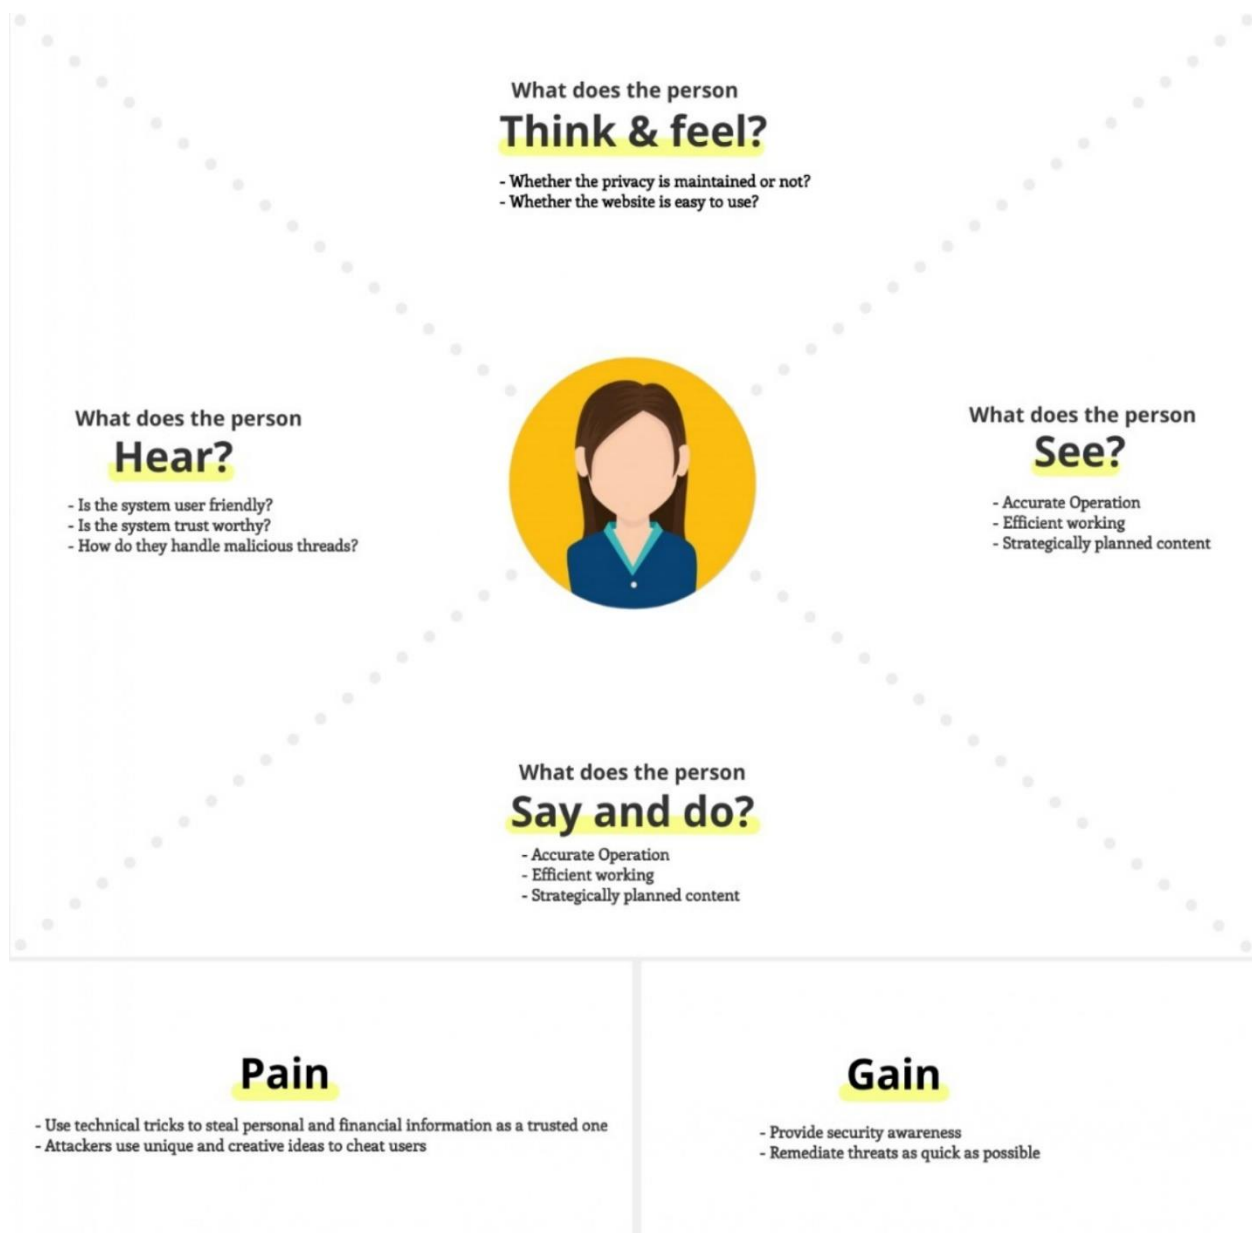 What does the person
Think & feel?
- Whether the privacy is maintained or not?
- Whether the website is easy to use?
What does the person
Hear?
- Is the system user friendly?
- Is the system trust worthy?
- How do they handle malicious threads?
What does the person
See?
- Accurate Operation
- Efficient working
- Strategically planned content
What does the person
Say and do?
- Accurate Operation
- Efficient working
- Strategically planned content
Pain
- Use technical tricks to steal personal and financial information as a trusted one
- Attackers use unique and creative ideas to cheat users
Gain
- Provide security awareness
- Remediate threats as quick as possible